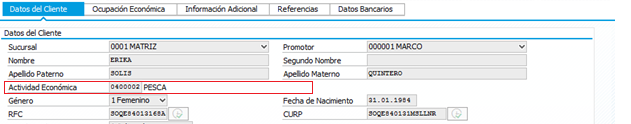 Datos del Cliente Ocupación Económica Información Adicional Referencias Datos Bancarios
Datos del Cliente
Sucursal 0001 MATRIZ Promotor 000001 MARCO
Nombre ERIKA Segundo Nombre
Apellido Paterno SOLIS Apellido Materno QUINTERO
Actividad Económica 0400002 PESCA
Género 1 Femenino Fecha de Nacimiento 31.01.1984
RFC SOQE84013168A CURP SOQE840131MSLLNR